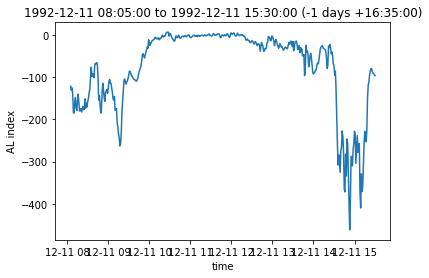 1992-12-11 08:05:00 to 1992-12-11 15:30:00 (-1 days +16:35:00)
0
−100
−200
−300
−400
AL index
12-11 08 12-11 09 12-11 10 12-11 11 12-11 12 12-11 13 12-11 14 12-11 15
time